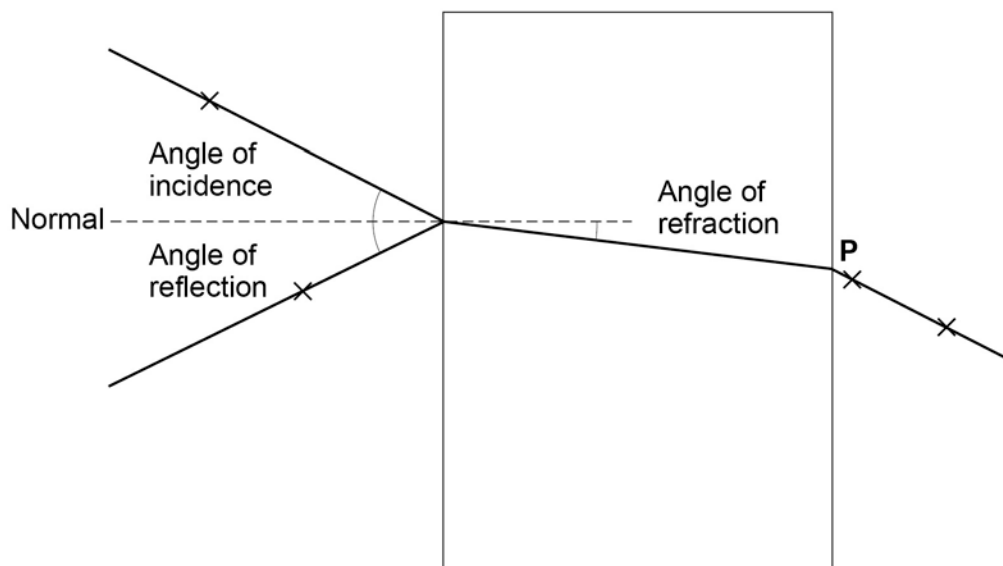 Angle of
incidence
Normal
Angle of
reflection
Angle of
refraction
P